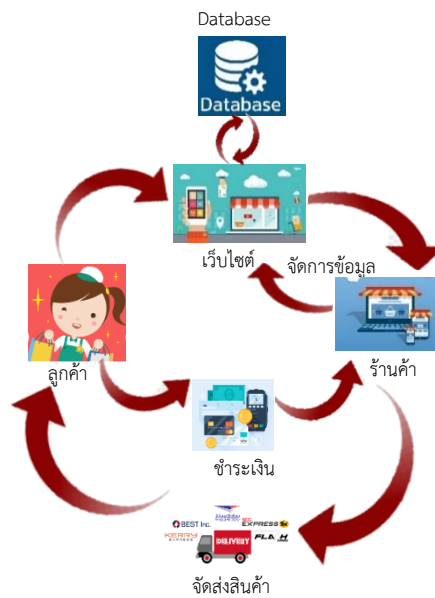 Database
Database
เว็บไซต์
จัดการข้อมูล
ลูกค้า
ร้านค้า
ชำระเงิน
BEST Inc.
EXPRESS
KERRY
EXPRESS
DELIVERY
จัดส่งสินค้า